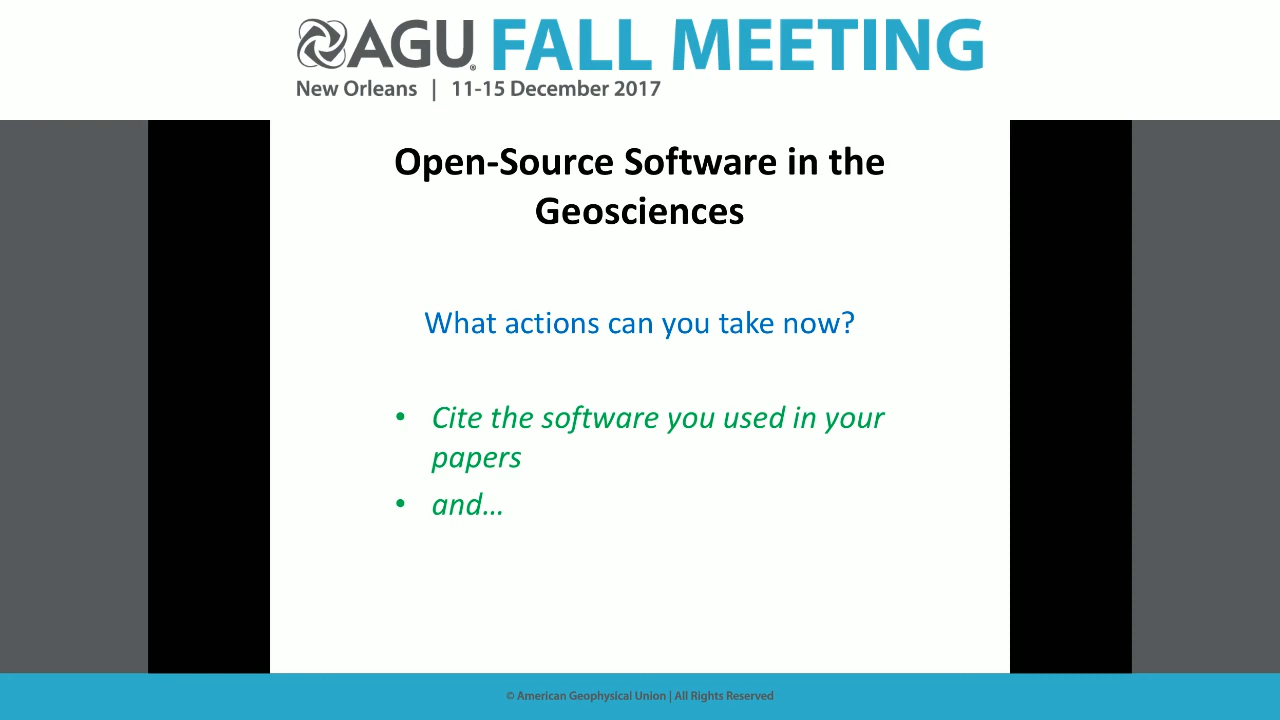 AGU FALL MEETING
New Orleans | 11-15 December 2017
Open-Source Software in the
Geosciences
What actions can you take now?
• Cite the software you used in your
papers
• and...
© American Geophysical Union | All Rights Reserved